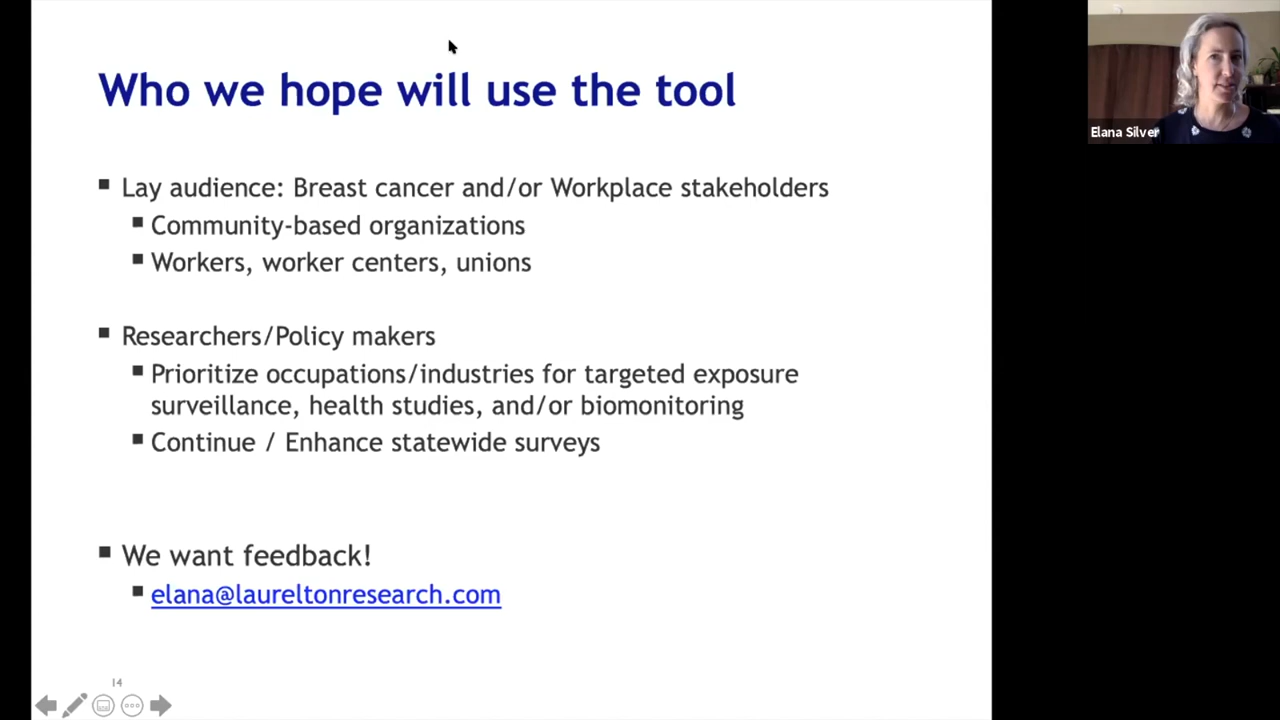 Who we hope will use the tool
Elana Silver
Lay audience: Breast cancer and/or Workplace stakeholders
Community-based organizations
Workers, worker centers, unions
Researchers/Policy makers
Prioritize occupations/industries for targeted exposure
surveillance, health studies, and/or biomonitoring
Continue / Enhance statewide surveys
We want feedback!
elana@laureltonresearch.com
14